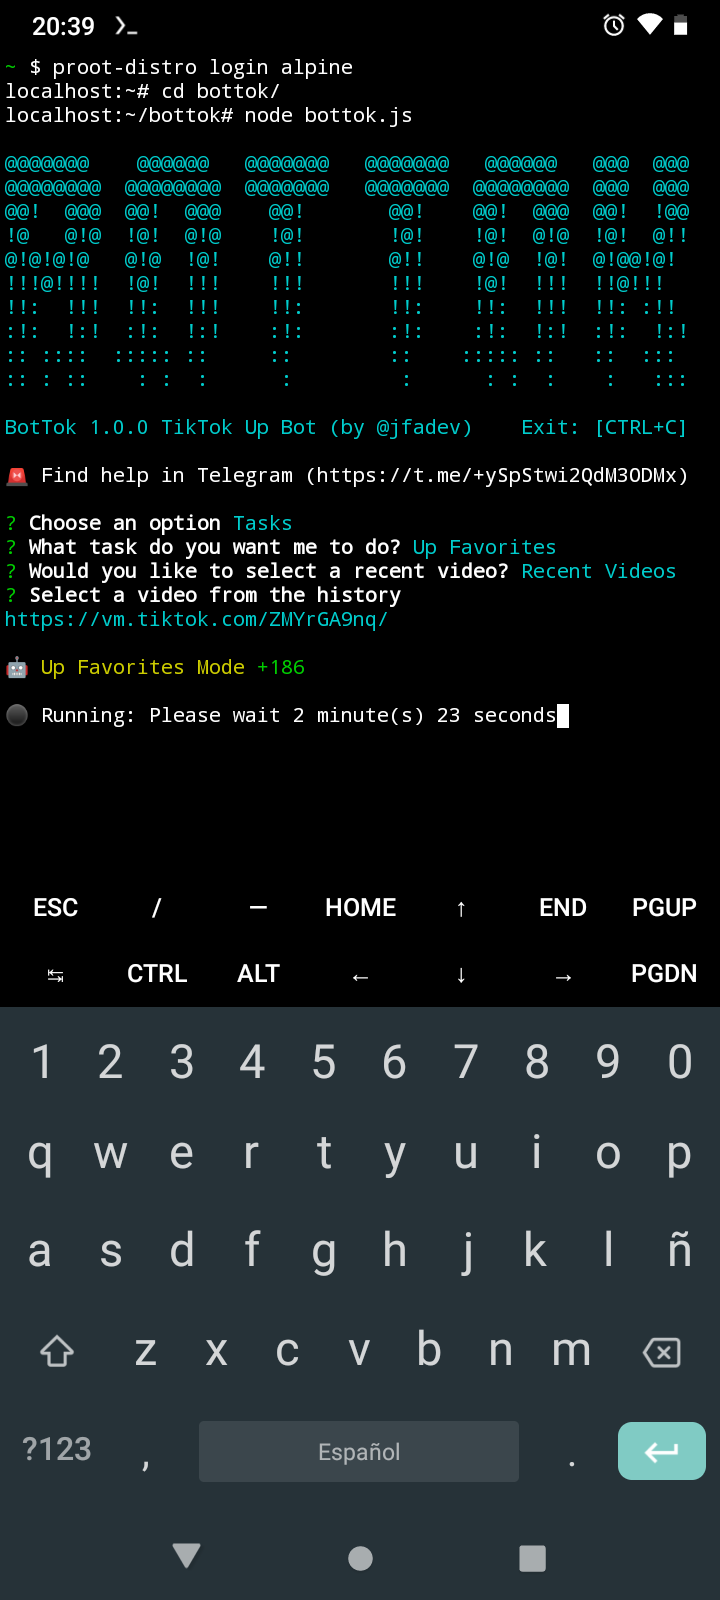 20:39
~ $ proot-distro login alpine
localhost:~# cd bottok/
localhost:~/bottok# node bottok.js
@@@@@@@    @@@@@@   @@@@@@@   @@@@@@@   @@@@@@   @@@  @@@
@@@@@@@@  @@@@@@@@  @@@@@@@   @@@@@@@  @@@@@@@@  @@@  @@@
@@!  @@@  @@!  @@@    @@!       @@!    @@!  @@@  @@!  !@@
!@   @!@  !@!  @!@    !@!       !@!    !@!  @!@  !@!  @!!
@!@!@!@   @!@  !@!    @!!       @!!    @!@  !@!  @!@@!@!
!!!@!!!!  !@!  !!!    !!!       !!!    !@!  !!!  !!@!!!
!!:  !!!  !!:  !!!    !!:       !!:    !!:  !!!  !!: :!!
:!:  !:!  :!:  !:!    :!:       :!:    :!:  !:!  :!:  !:!
:: ::::  ::::: ::     ::        ::    ::::: ::   ::  :::
:: : ::    : :  :      :         :      : :  :    :   :::
BotTok 1.0.0 TikTok Up Bot (by @jfadev)    Exit: [CTRL+C]
🚨 Find help in Telegram (https://t.me/+ySpStwi2QdM3ODMx)
? Choose an option Tasks
? What task do you want me to do? Up Favorites
? Would you like to select a recent video? Recent Videos
? Select a video from the history
https://vm.tiktok.com/ZMYrGA9nq/
🤖 Up Favorites Mode +186
Running: Please wait 2 minute(s) 23 seconds
ESC / — HOME ↑ END PGUP
↹ CTRL ALT ← ↓ → PGDN
1 2 3 4 5 6 7 8 9 0
q w e r t y u i o p
a s d f g h j k l ñ
z x c v b n m
?123 , Español .